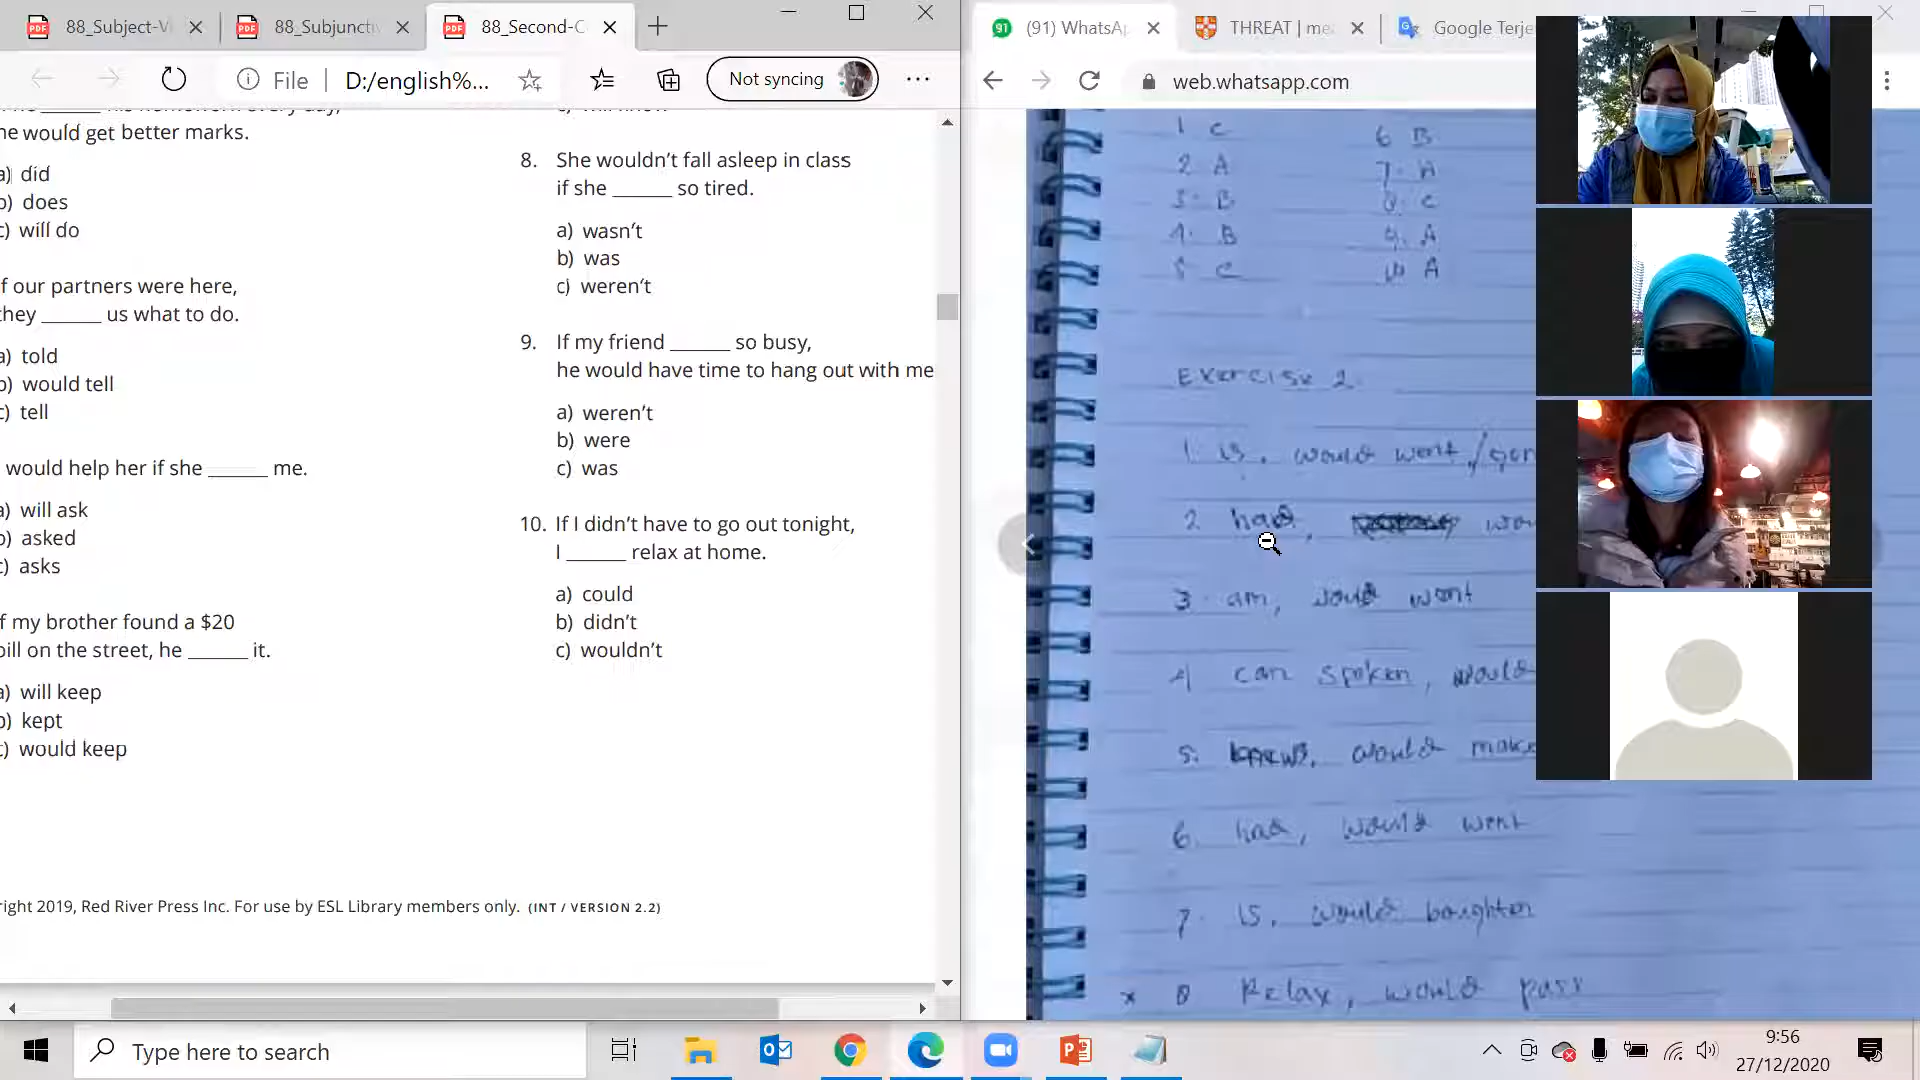 88_Subject-V
88_Subjuncti
88_Second-C
File
D:/english%...
Not syncing
he would get better marks.
a) did
b) does
c) will do
f our partners were here,
they ______ us what to do.
a) told
b) would tell
c) tell
would help her if she ______ me.
a) will ask
b) asked
c) asks
f my brother found a $20
bill on the street, he ______ it.
a) will keep
b) kept
c) would keep
8. She wouldn't fall asleep in class
if she ______ so tired.
a) wasn't
b) was
c) weren't
9. If my friend ______ so busy,
he would have time to hang out with me
a) weren't
b) were
c) was
10. If I didn't have to go out tonight,
I ______ relax at home.
a) could
b) didn't
c) wouldn't
right 2019, Red River Press Inc. For use by ESL Library members only. (INT / VERSION 2.2)
91
(91) WhatsAp
THREAT | me
Google Terje
web.whatsapp.com
1 C
2 A
3. B
4. B
5 C
6 B
7. A
8. C
9. A
10 A
Exercise 2
1. is, would went /gon
2 had, wou
3. am, would went
4 can spoken, would
5. knew, would make
6. had, would went
7. is, would boughten
x 8 Relax, would pass
Type here to search
9:56
27/12/2020